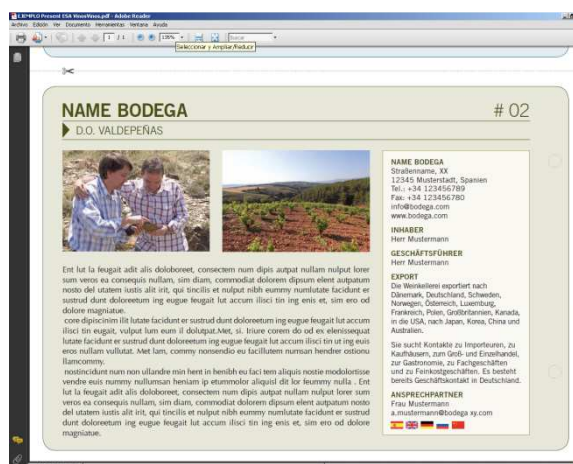 EJEMPLO Present ESA VinosVinos.pdf - Adobe Reader
Archivo Edición Ver Documento Herramientas Ventana Ayuda
1 / 1 135% Buscar
Seleccionar y Ampliar/Reducir
NAME BODEGA
# 02
D.O. VALDEPEÑAS
Ent lut la feugait adit alis doloboreet, consectem num dipis autpat nullam nulput lorer
sum veros ea consequis nullam, sim diam, commodiat dolorem dipsum elent autpatum
nosto del utatem iustis alit irit, qui tincilis et nulput nibh eummy numlutate facidunt er
sustrud dunt doloreetum ing eugue feugait lut accum ilisci tin ing enis et, sim ero od
dolore magniatue.
core dipiscinim ilit lutate facidunt er sustrud dunt doloreetum ing eugue feugait lut accum
ilisci tin eugait, vulput lum eum il dolutpat.Met, si. Iriure corem do od ex elenissequat
lutate facidunt er sustrud dunt doloreetum ing eugue feugait lut accum ilisci tin ut ing euis
eros nullam vullutat. Met lam, commy nonsendio eu facillutem numsan hendrer ostionu
llamcommy.
nostincidunt num non ullandre min hent in henibh eu faci tem aliquis nostie modolortisse
vendre euis nummy nullumsan heniam ip etummolor aliquisl dit lor feummy nulla . Ent
lut la feugait adit alis doloboreet, consectem num dipis autpat nullam nulput lorer sum
veros ea consequis nullam, sim diam, commodiat dolorem dipsum elent autpatum nosto
del utatem iustis alit irit, qui tincilis et nulput nibh eummy numlutate facidunt er sustrud
dunt doloreetum ing eugue feugait lut accum ilisci tin ing enis et, sim ero od dolore
magniatue.
NAME BODEGA
Straßenname, XX
12345 Musterstadt, Spanien
Tel.: +34 123456789
Fax: +34 123456780
info@bodega.com
www.bodega.com
INHABER
Herr Mustermann
GESCHÄFTSFÜHRER
Herr Mustermann
EXPORT
Die Weinkellerei exportiert nach
Dänemark, Deutschland, Schweden,
Norwegen, Österreich, Luxemburg,
Frankreich, Polen, Großbritannien, Kanada,
in die USA, nach Japan, Korea, China und
Australien.
Sie sucht Kontakte zu Importeuren, zu
Kaufhäusern, zum Groß- und Einzelhandel,
zur Gastronomie, zu Fachgeschäften
und zu Feinkostgeschäften. Es besteht
bereits Geschäftskontakt in Deutschland.
ANSPRECHPARTNER
Frau Mustermann
a.mustermann@bodega xy.com